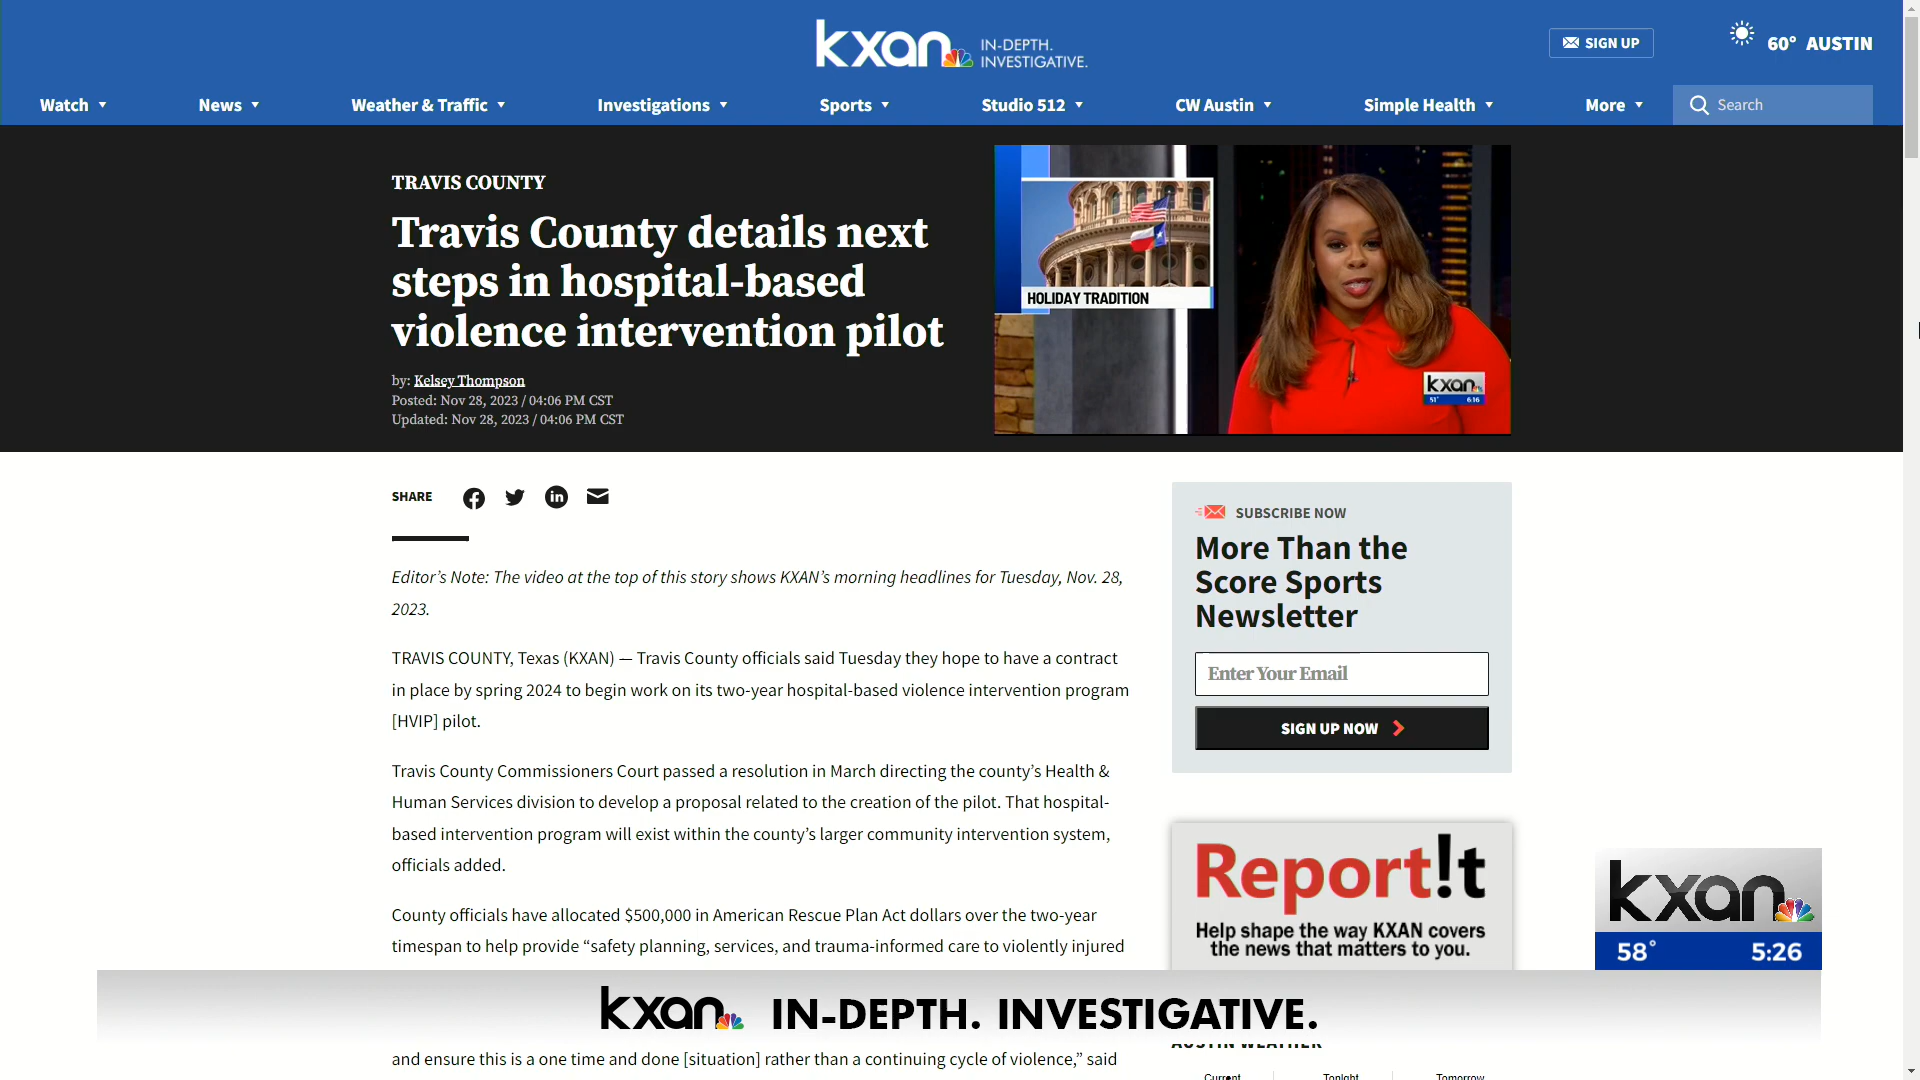 kxan IN-DEPTH.
INVESTIGATIVE.
SIGN UP
60° AUSTIN
Watch
News
Weather & Traffic
Investigations
Sports
Studio 512
CW Austin
Simple Health
More
Search
TRAVIS COUNTY
Travis County details next
steps in hospital-based
violence intervention pilot
by: Kelsey Thompson
Posted: Nov 28, 2023 / 04:06 PM CST
Updated: Nov 28, 2023 / 04:06 PM CST
HOLIDAY TRADITION
kxan
51° 6:16
SHARE
Editor's Note: The video at the top of this story shows KXAN's morning headlines for Tuesday, Nov. 28,
2023.
TRAVIS COUNTY, Texas (KXAN) — Travis County officials said Tuesday they hope to have a contract
in place by spring 2024 to begin work on its two-year hospital-based violence intervention program
[HVIP] pilot.
Travis County Commissioners Court passed a resolution in March directing the county's Health &
Human Services division to develop a proposal related to the creation of the pilot. That hospital-
based intervention program will exist within the county's larger community intervention system,
officials added.
County officials have allocated $500,000 in American Rescue Plan Act dollars over the two-year
timespan to help provide “safety planning, services, and trauma-informed care to violently injured
and ensure this is a one time and done [situation] rather than a continuing cycle of violence,” said
SUBSCRIBE NOW
More Than the
Score Sports
Newsletter
Enter Your Email
SIGN UP NOW
Report!t
Help shape the way KXAN covers
the news that matters to you.
AUSTIN WEATHER
Current
Tonight
Tomorrow
kxan
58° 5:26
kxan IN-DEPTH. INVESTIGATIVE.